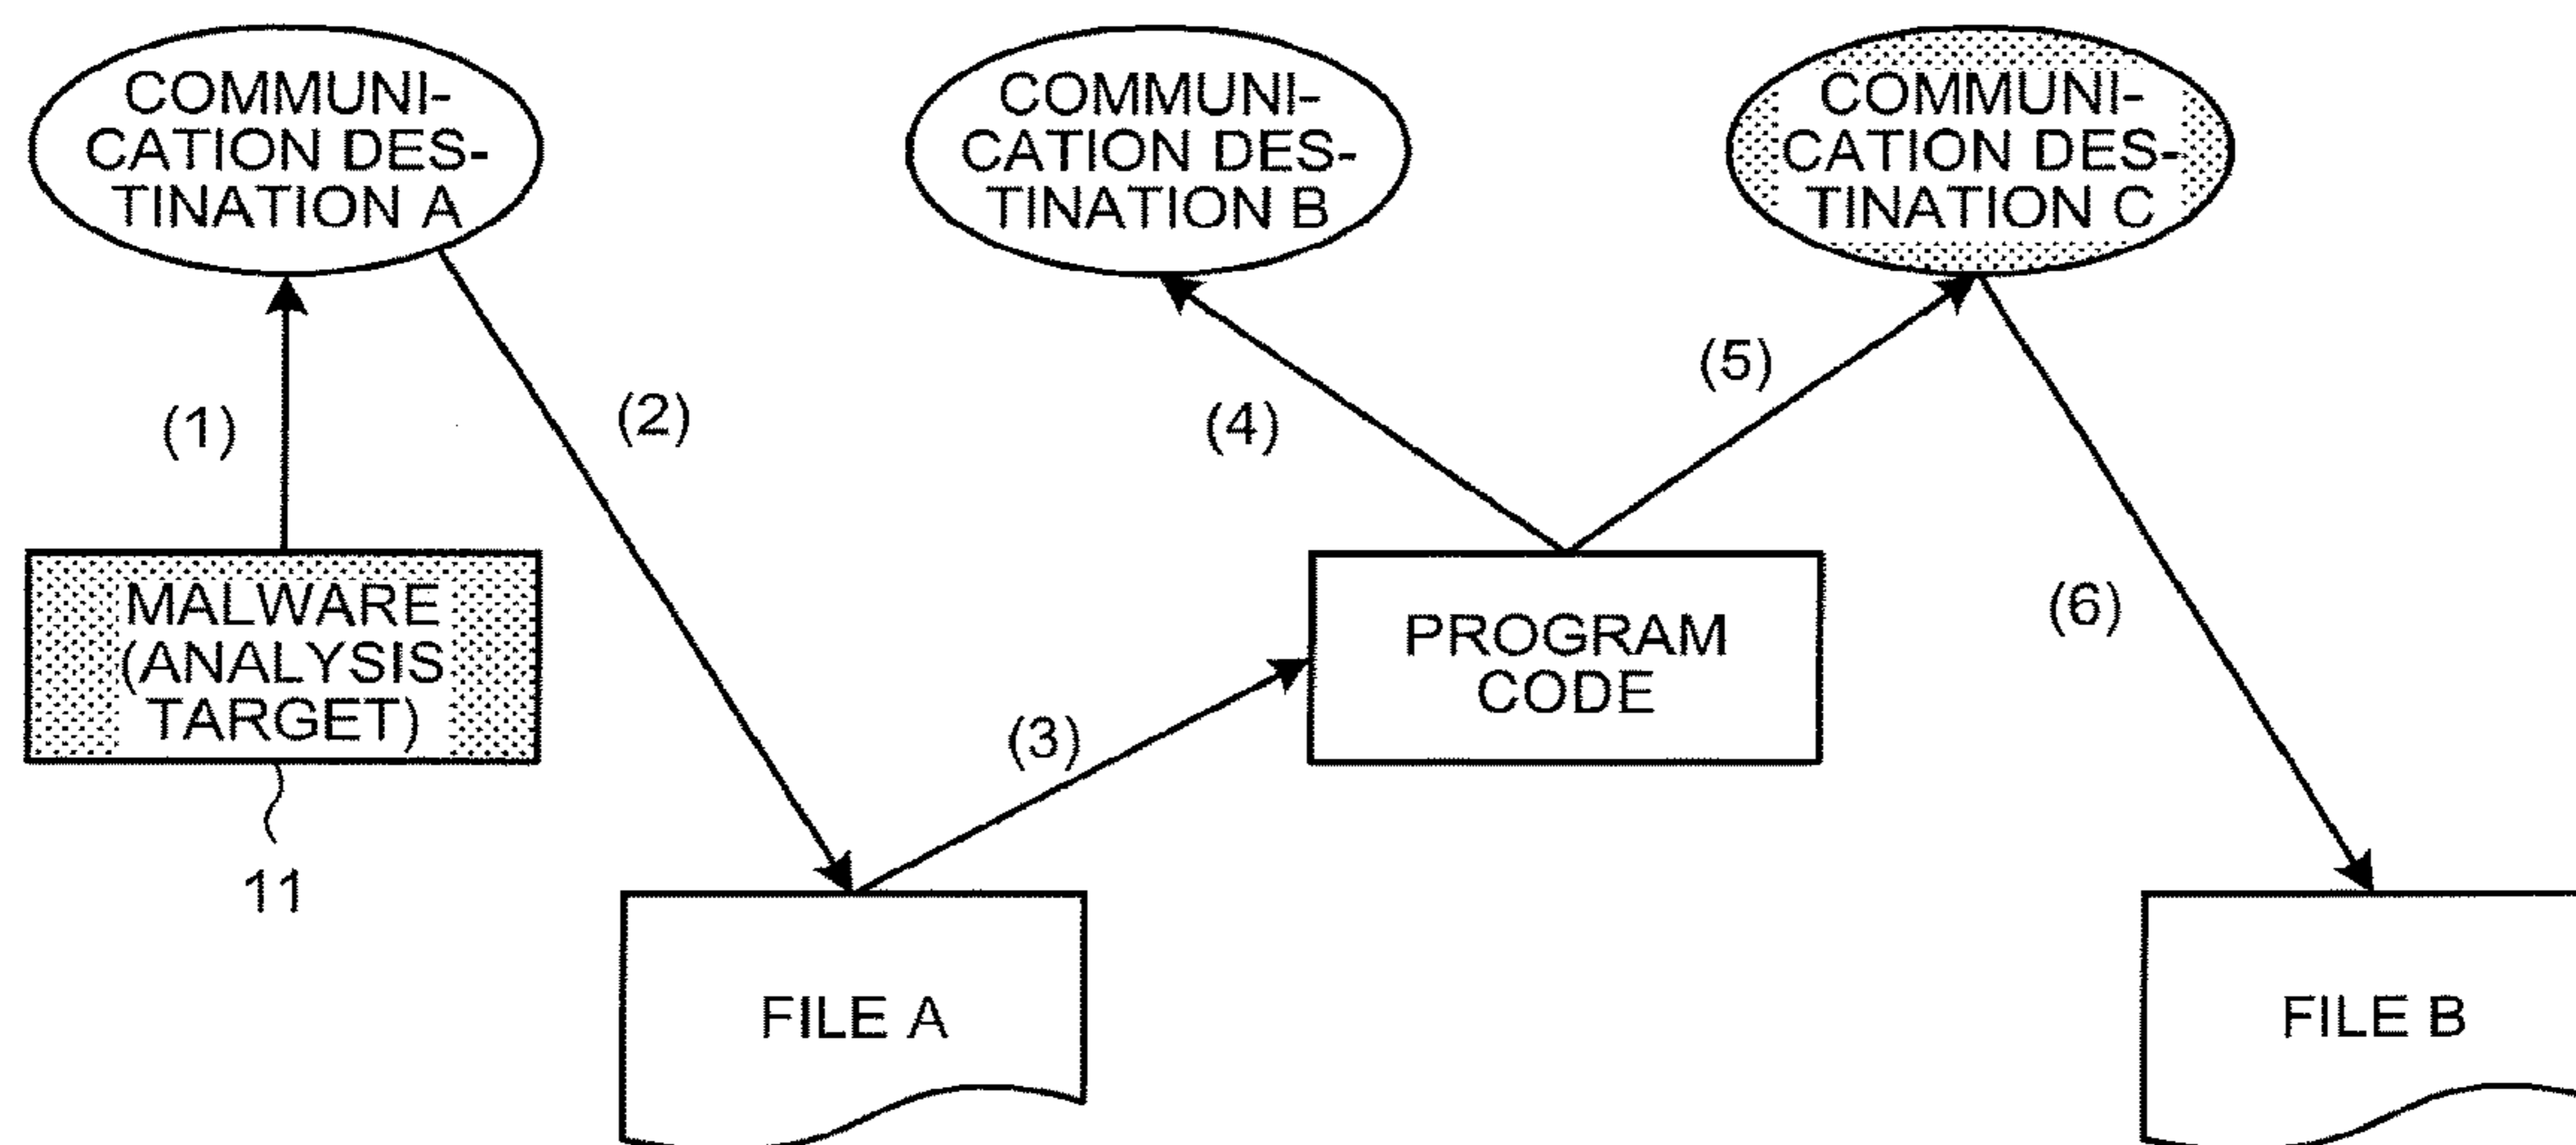 COMMUNI-
CATION DES-
TINATION A
COMMUNI-
CATION DES-
TINATION B
COMMUNI-
CATION DES-
TINATION C
(1)
(2)
(4)
(5)
(6)
MALWARE
(ANALYSIS
TARGET)
11
(3)
PROGRAM
CODE
FILE A
FILE B